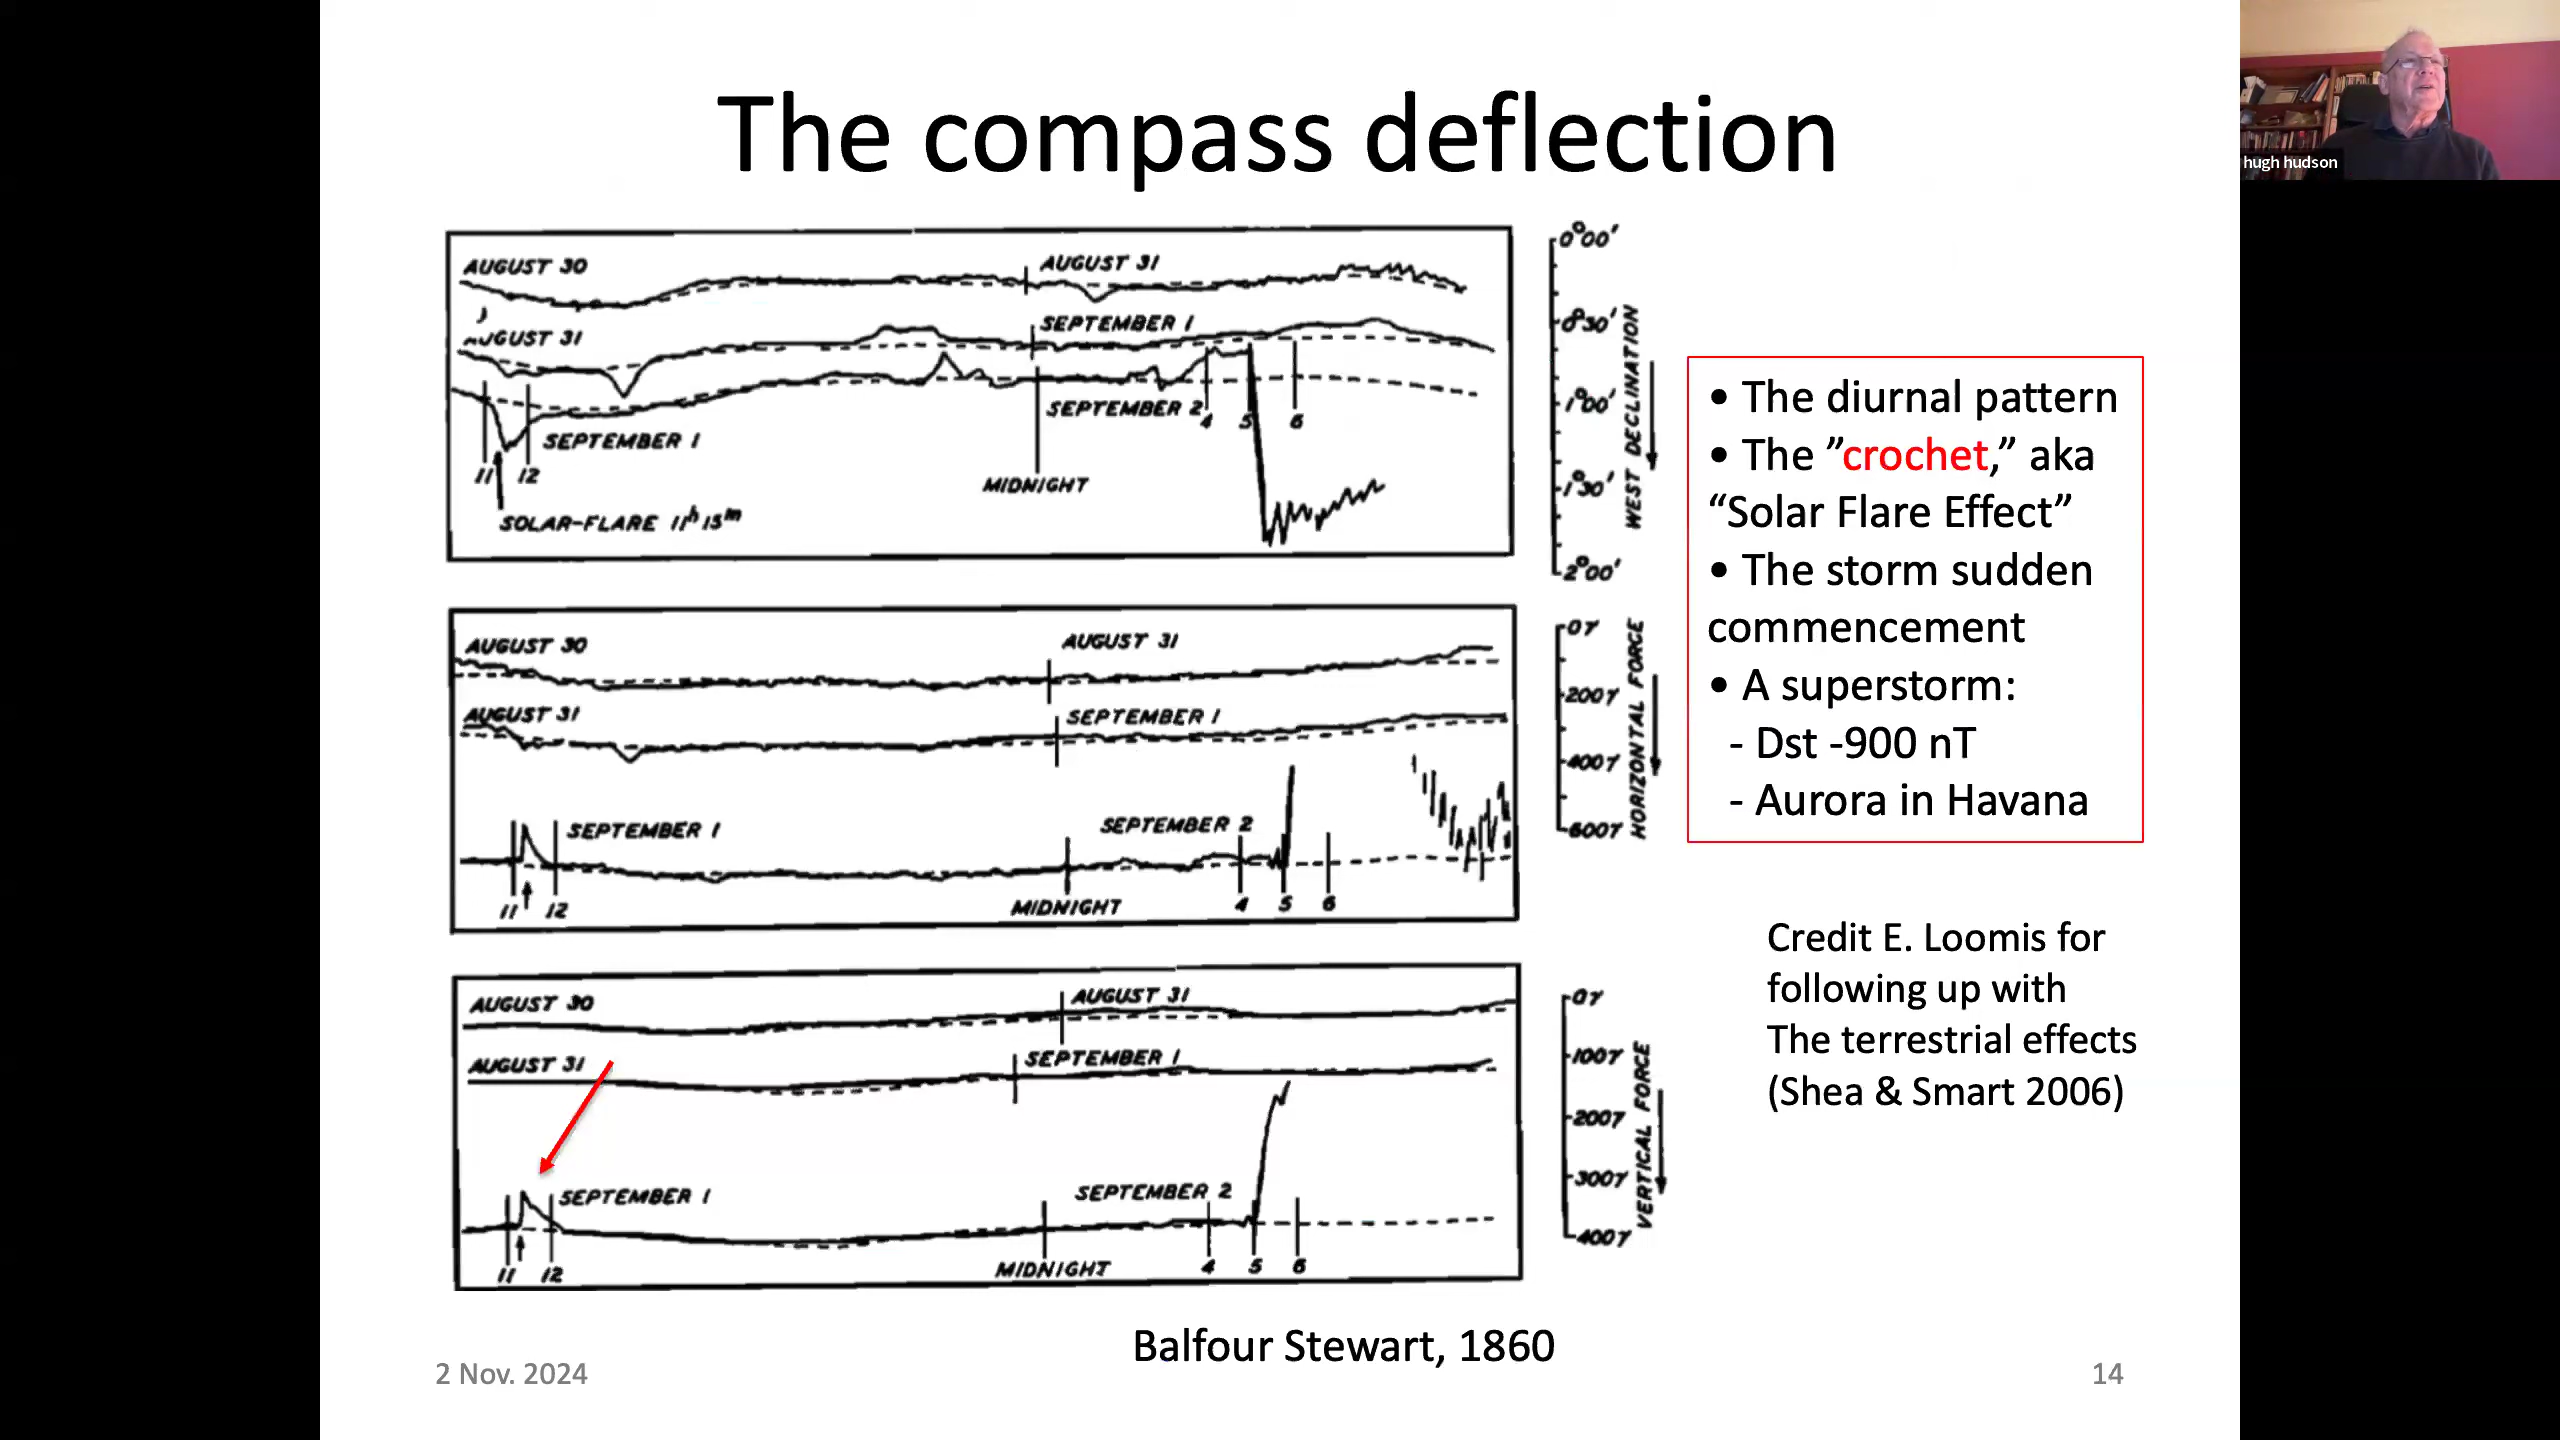 The compass deflection
hugh hudson
AUGUST 30
AUGUST 31
AUGUST 31
SEPTEMBER 1
SEPTEMBER 2
4 5 6
SEPTEMBER 1
11 12
MIDNIGHT
SOLAR-FLARE 11h 15m
0°00'
0°30'
1°00'
1°30'
2°00'
WEST DECLINATION
AUGUST 30
AUGUST 31
AUGUST 31
SEPTEMBER 1
SEPTEMBER 1
SEPTEMBER 2
11 12
MIDNIGHT
4 5 6
0γ
200γ
400γ
600γ
HORIZONTAL FORCE
AUGUST 30
AUGUST 31
AUGUST 31
SEPTEMBER 1
SEPTEMBER 1
SEPTEMBER 2
11 12
MIDNIGHT
4 5 6
0γ
100γ
200γ
300γ
400γ
VERTICAL FORCE
• The diurnal pattern
• The ”crochet,” aka
“Solar Flare Effect”
• The storm sudden
commencement
• A superstorm:
- Dst -900 nT
- Aurora in Havana
Credit E. Loomis for
following up with
The terrestrial effects
(Shea & Smart 2006)
Balfour Stewart, 1860
2 Nov. 2024
14